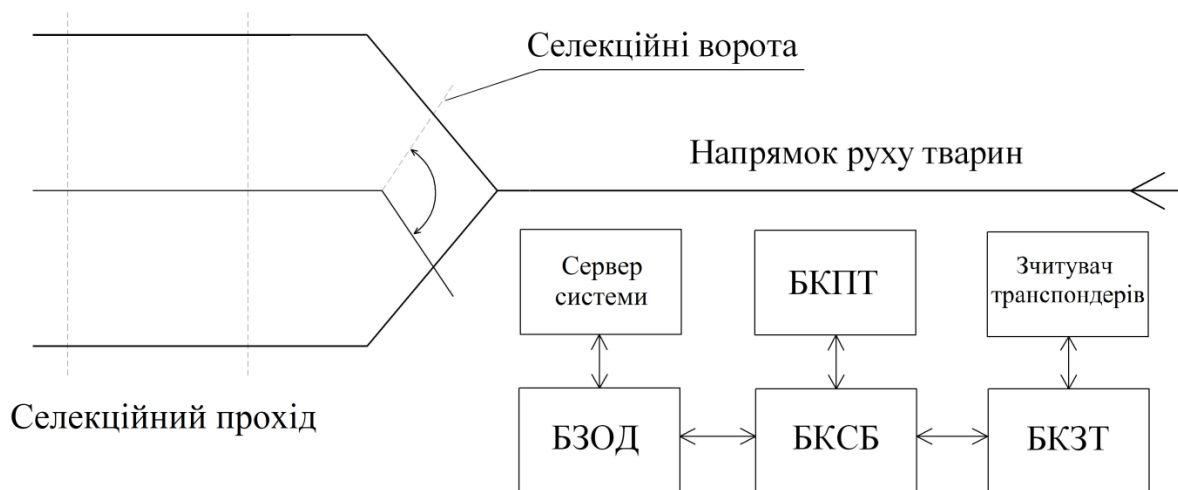 Селекційні ворота
Напрямок руху тварин
Сервер
системи
БКПТ
Зчитувач
транспондерів
Селекційний прохід
БЗОД
БКСБ
БКЗТ